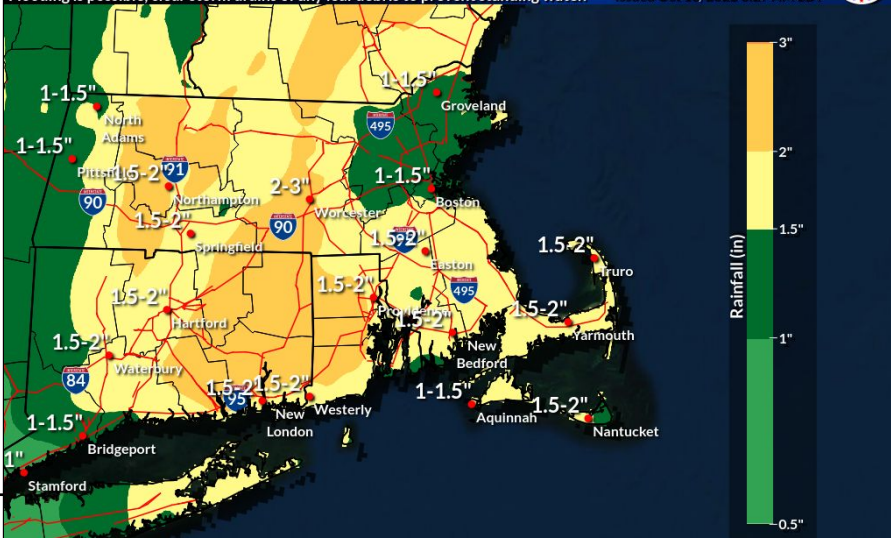 1-1.5"
Groveland
1-1.5"
North
Adams
495
1-1.5"
Pittsfield
1.5-2"
91
Northampton
90
2-3"
Worcester
1-1.5"
Boston
90
1.5-2"
Springfield
1.5-2"
Easton
1.5-2"
Truro
495
1.5-2"
Hartford
1.5-2"
Providence
1.5-2"
New
Bedford
1.5-2"
Yarmouth
1.5-2"
Waterbury
84
1.5-2"
95
New
London
1.5-2"
Westerly
1-1.5"
Aquinnah
1.5-2"
Nantucket
1-1.5"
Bridgeport
1"
Stamford
Rainfall (in)
3"
2"
1.5"
1"
0.5"